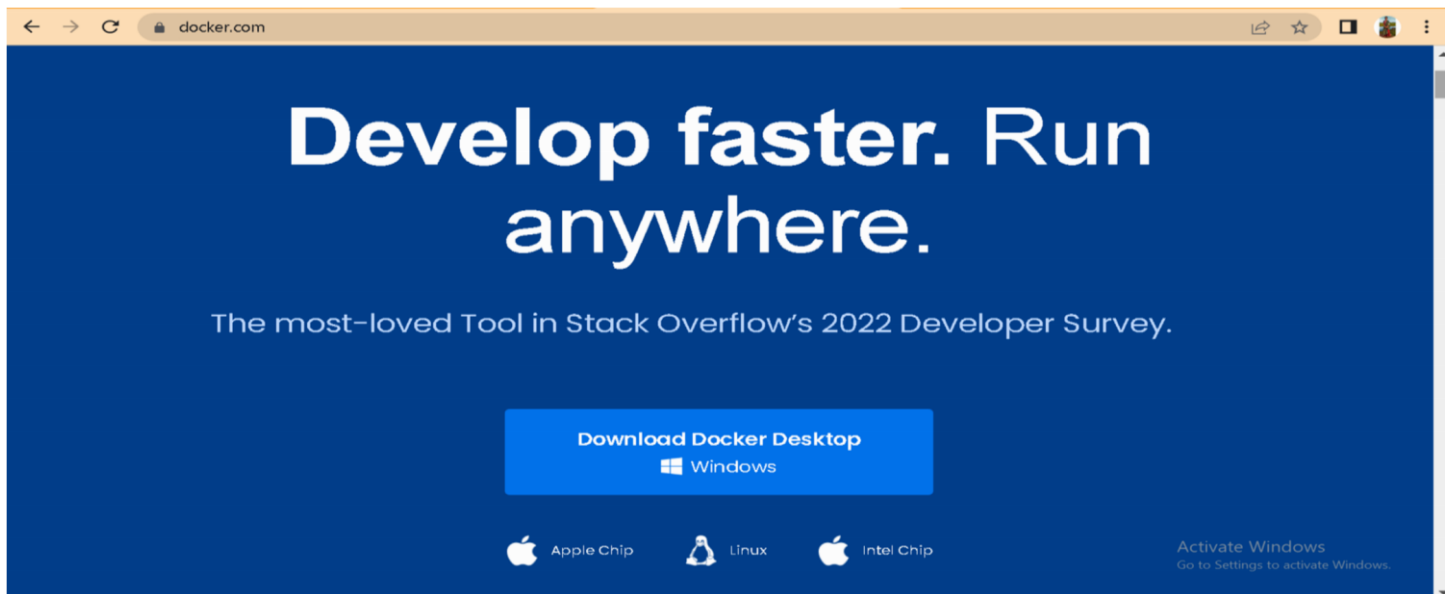 docker.com
Develop faster. Run
anywhere.
The most-loved Tool in Stack Overflow’s 2022 Developer Survey.
Download Docker Desktop
Windows
Apple Chip Linux Intel Chip
Activate Windows
Go to Settings to activate Windows.